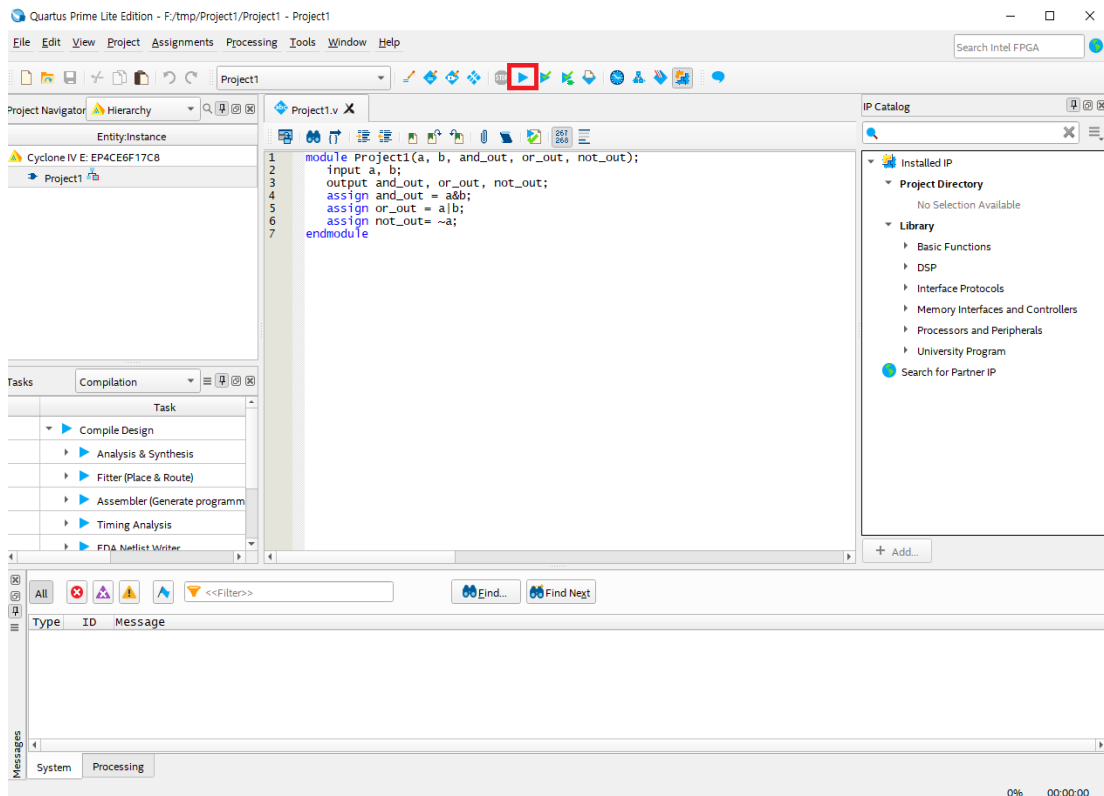 Quartus Prime Lite Edition - F:/tmp/Project1/Project1 - Project1
File Edit View Project Assignments Processing Tools Window Help
Search Intel FPGA
Project1
STOP
Project Navigator Hierarchy
Project1.v
IP Catalog
Entity:Instance
Cyclone IV E: EP4CE6F17C8
Project1
267
268
1 module Project1(a, b, and_out, or_out, not_out);
2 input a, b;
3 output and_out, or_out, not_out;
4 assign and_out = a&b;
5 assign or_out = a|b;
6 assign not_out= ~a;
7 endmodule
Installed IP
Project Directory
No Selection Available
Library
Basic Functions
DSP
Interface Protocols
Memory Interfaces and Controllers
Processors and Peripherals
University Program
Search for Partner IP
+ Add...
Tasks Compilation
Task
Compile Design
Analysis & Synthesis
Fitter (Place & Route)
Assembler (Generate programm
Timing Analysis
EDA Netlist Writer
All <<Filter>> Find... Find Next
Type ID Message
Messages
System Processing
0% 00:00:00